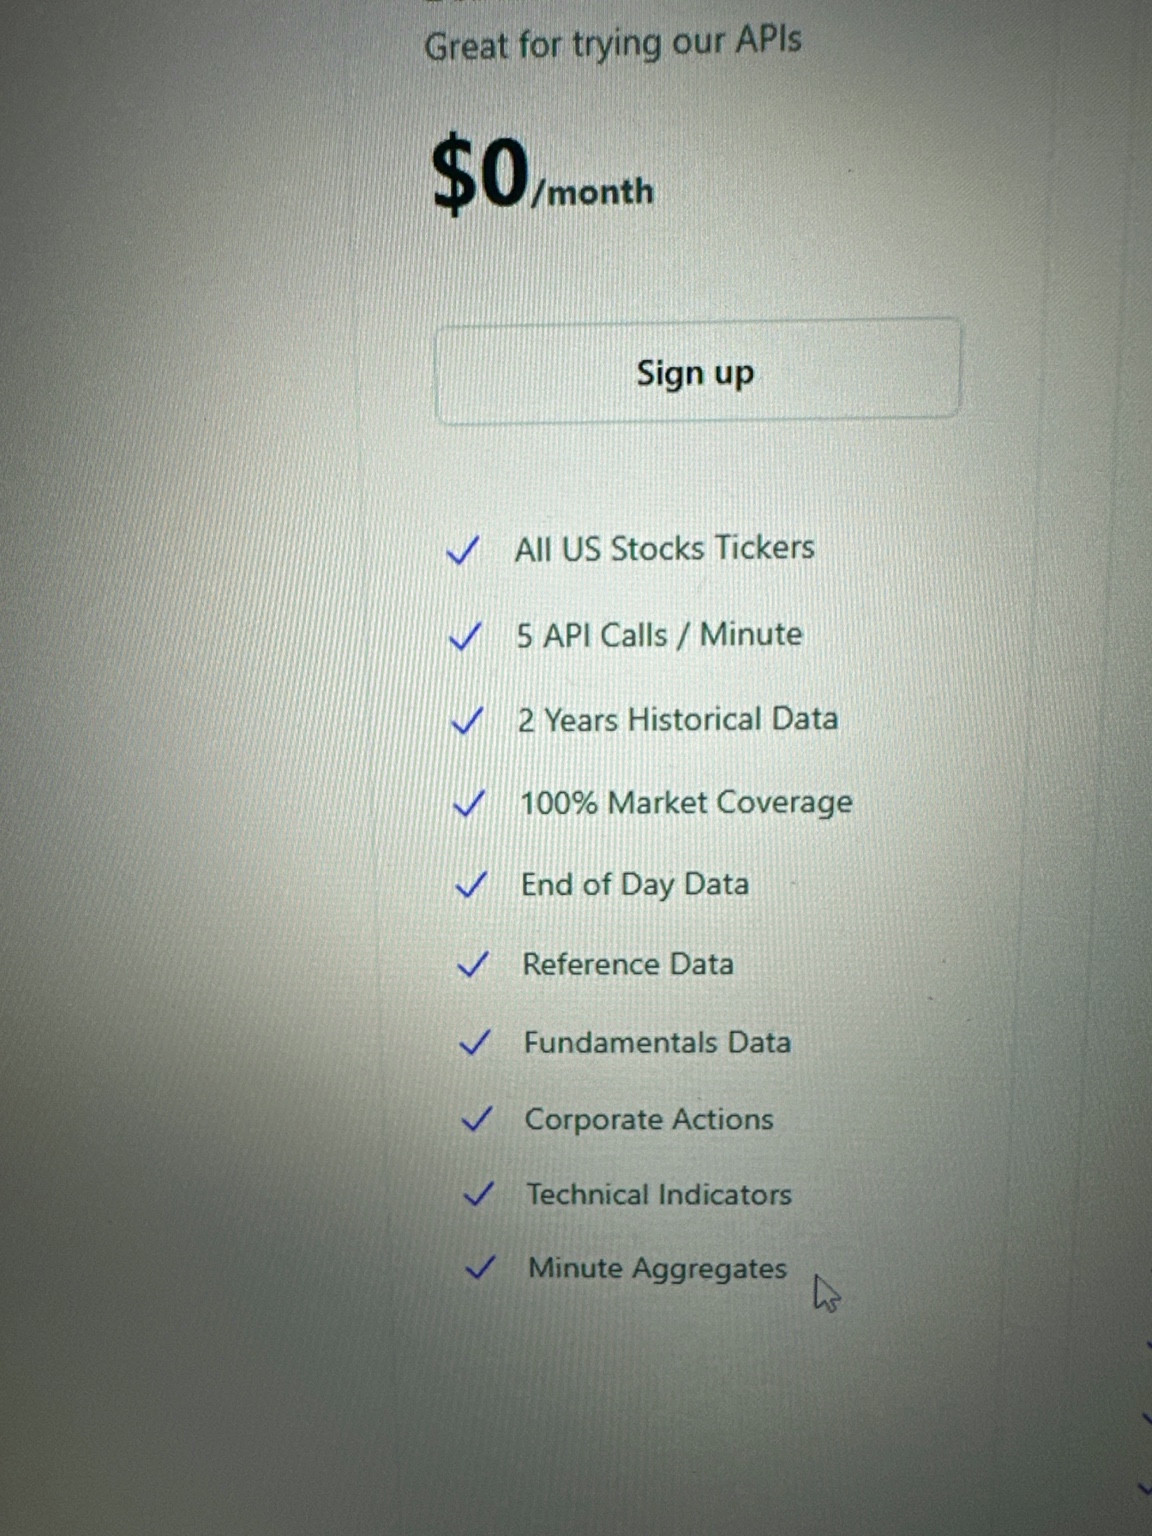 Great for trying our APIs
$0/month
Sign up
All US Stocks Tickers
5 API Calls / Minute
2 Years Historical Data
100% Market Coverage
End of Day Data
Reference Data
Fundamentals Data
Corporate Actions
Technical Indicators
Minute Aggregates